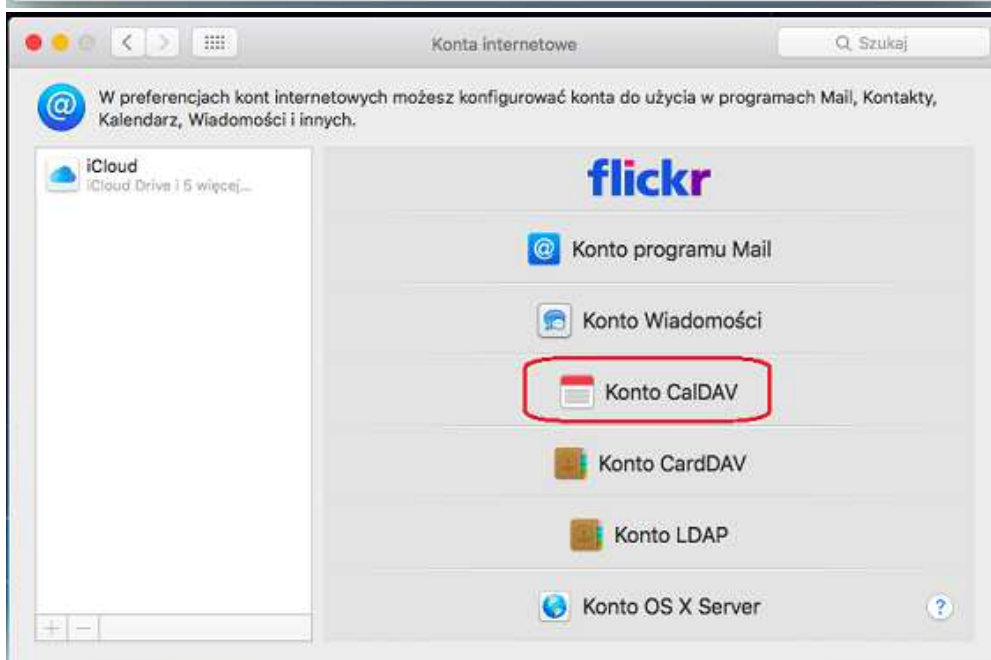 Konta internetowe
Szukaj
W preferencjach kont internetowych możesz konfigurować konta do użycia w programach Mail, Kontakty,
Kalendarz, Wiadomości i innych.
iCloud
iCloud Drive i 5 więcej...
flickr
@ Konto programu Mail
Konto Wiadomości
Konto CalDAV
Konto CardDAV
Konto LDAP
Konto OS X Server
?